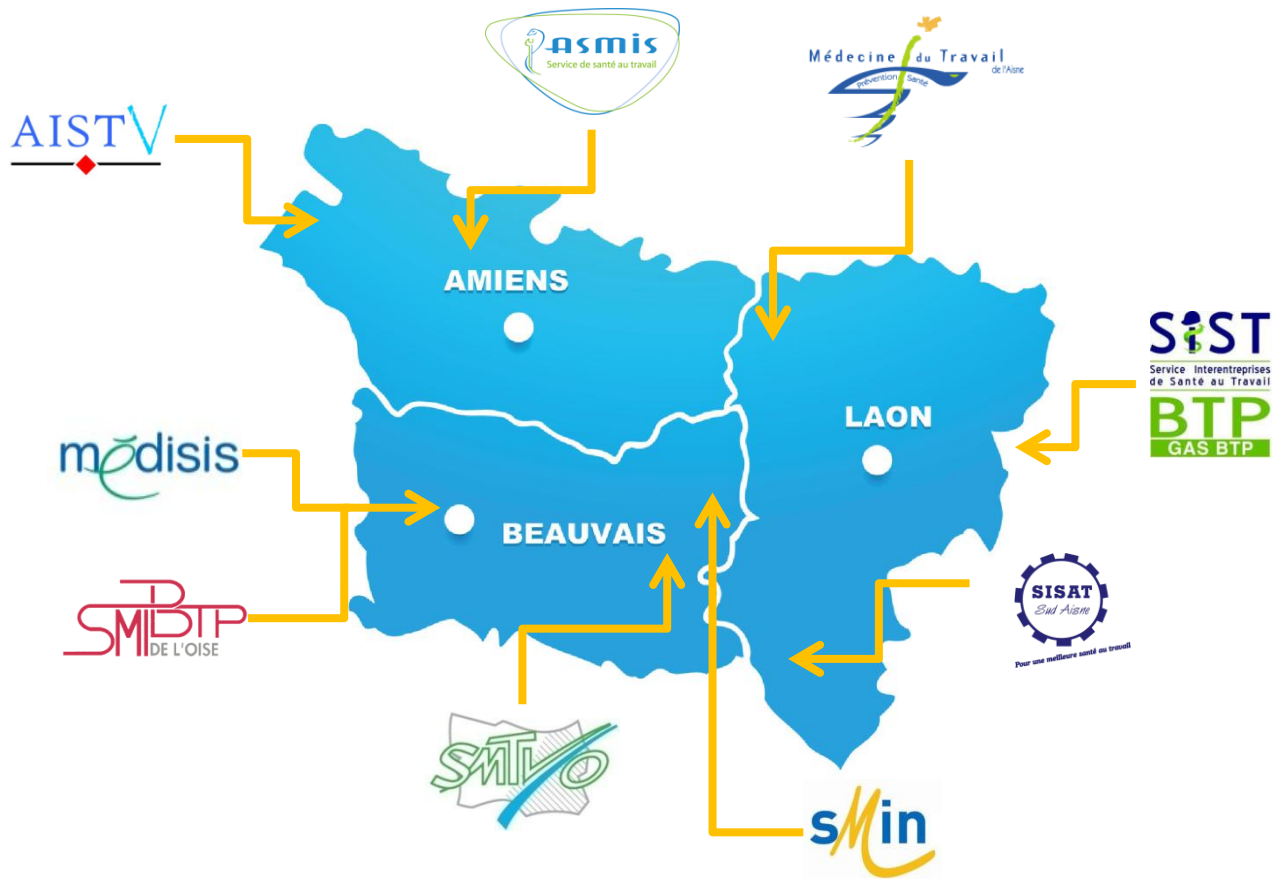 asmis
Service de santé au travail
Médecine du Travail
de l'Aisne
Prévention Santé
AIST V
AMIENS
SiST
Service Interentreprises
de Santé au Travail
BTP
GAS BTP
LAON
médisis
BEAUVAIS
SMIBTP
DE L'OISE
SISAT
Sud Aisne
Pour une meilleure santé au travail
SMTVO
sMin